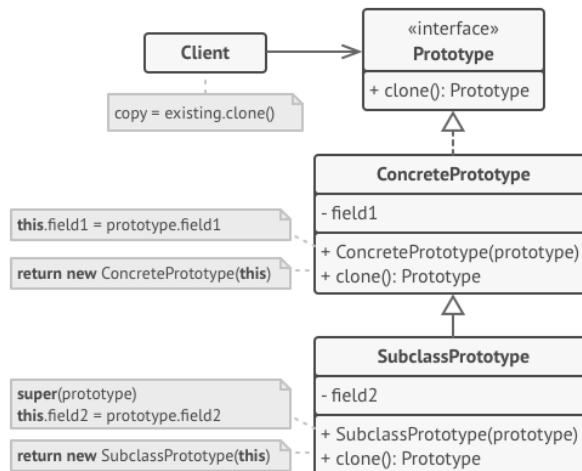 «interface»
Client
Prototype
+ clone(): Prototype
copy = existing.clone()
ConcretePrototype
- field1
this.field1 = prototype.field1
+ ConcretePrototype(prototype)
return new ConcretePrototype(this)
+ clone(): Prototype
SubclassPrototype
- field2
super(prototype)
this.field2 = prototype.field2
+ SubclassPrototype(prototype)
return new SubclassPrototype(this)
+ clone(): Prototype